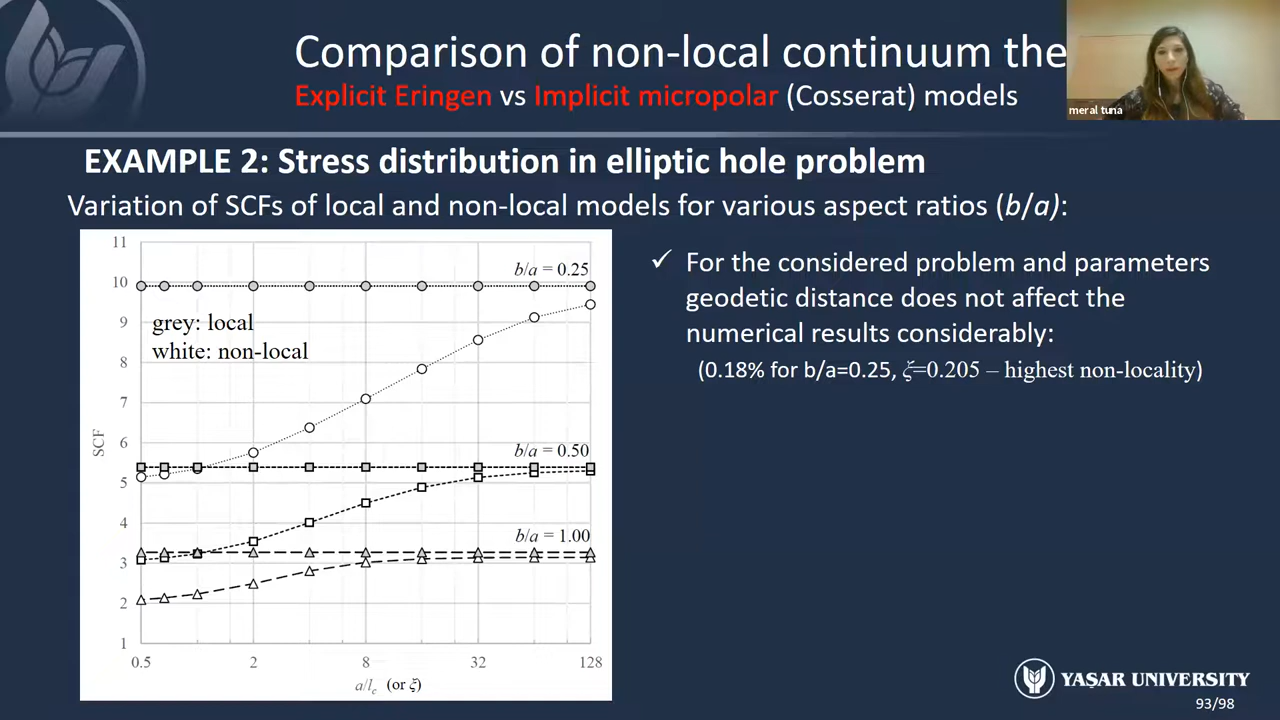 Comparison of non-local continuum the
Explicit Eringen vs Implicit micropolar (Cosserat) models
meral tuna
EXAMPLE 2: Stress distribution in elliptic hole problem
Variation of SCFs of local and non-local models for various aspect ratios (b/a):
11
10
9
8
7
6
5
4
3
2
1
SCF
b/a = 0.25
grey: local
white: non-local
b/a = 0.50
b/a = 1.00
0.5 2 8 32 128
a/lc (or ξ)
✓ For the considered problem and parameters
geodetic distance does not affect the
numerical results considerably:
(0.18% for b/a=0.25, ζ=0.205 – highest non-locality)
YAŞAR UNIVERSITY
93/98